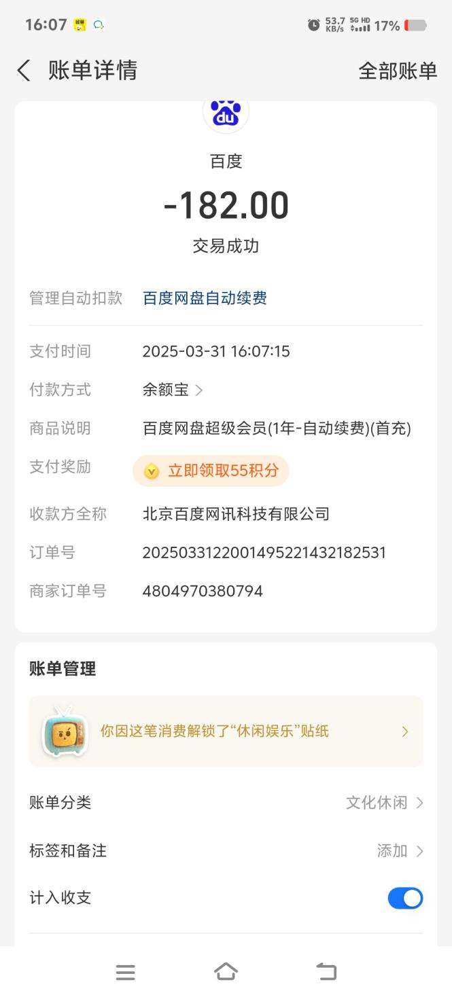 16:07
53.7 KB/s 5G HD 17%
账单详情 全部账单
du
百度
-182.00
交易成功
管理自动扣款 百度网盘自动续费
支付时间 2025-03-31 16:07:15
付款方式 余额宝
商品说明 百度网盘超级会员(1年-自动续费)(首充)
支付奖励 立即领取55积分
收款方全称 北京百度网讯科技有限公司
订单号 2025033122001495221432182531
商家订单号 4804970380794
账单管理
你因这笔消费解锁了“休闲娱乐”贴纸
账单分类 文化休闲
标签和备注 添加
计入收支